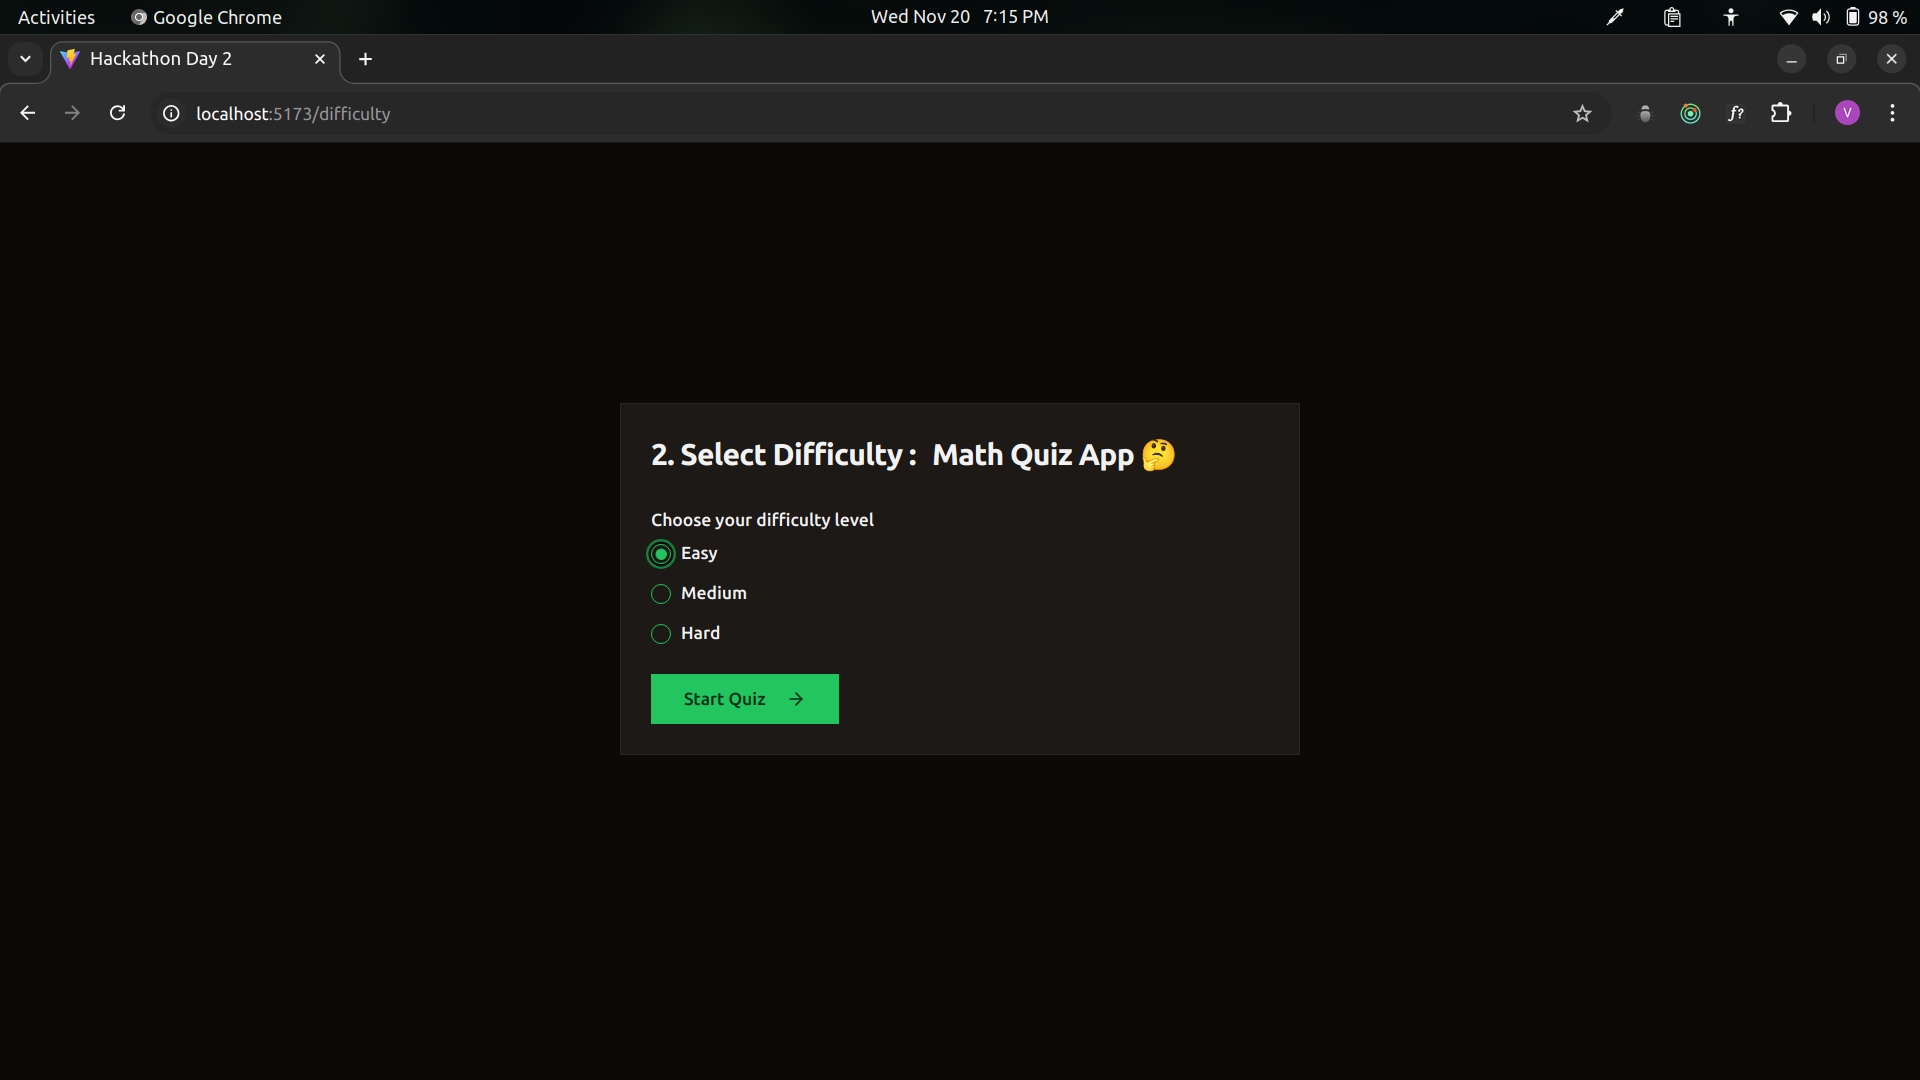 Activities Google Chrome Wed Nov 20 7:15 PM 98 %
Hackathon Day 2
localhost:5173/difficulty f? V
2. Select Difficulty : Math Quiz App 🤔
Choose your difficulty level
Easy
Medium
Hard
Start Quiz →